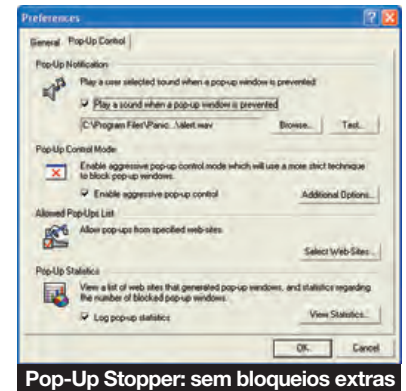 Preferences
General Pop-Up Control
Pop-Up Notification
Play a user selected sound when a pop-up window is prevented
Play a sound when a pop-up window is prevented
C:\Program Files\Panic...\alert.wav Browse... Test...
Pop-Up Control Mode
Enable aggressive pop-up control mode which will use a more strict technique
to block pop-up windows.
Enable aggressive pop-up control Additional Options...
Allowed Pop-Ups List
Allow pop-ups from specified web-sites.
Select Web-Sites...
Pop-Up Statistics
View a list of web sites that generated pop-up windows, and statistics regarding
the number of blocked pop-up windows.
Log pop-up statistics View Statistics...
OK Cancel
Pop-Up Stopper: sem bloqueios extras